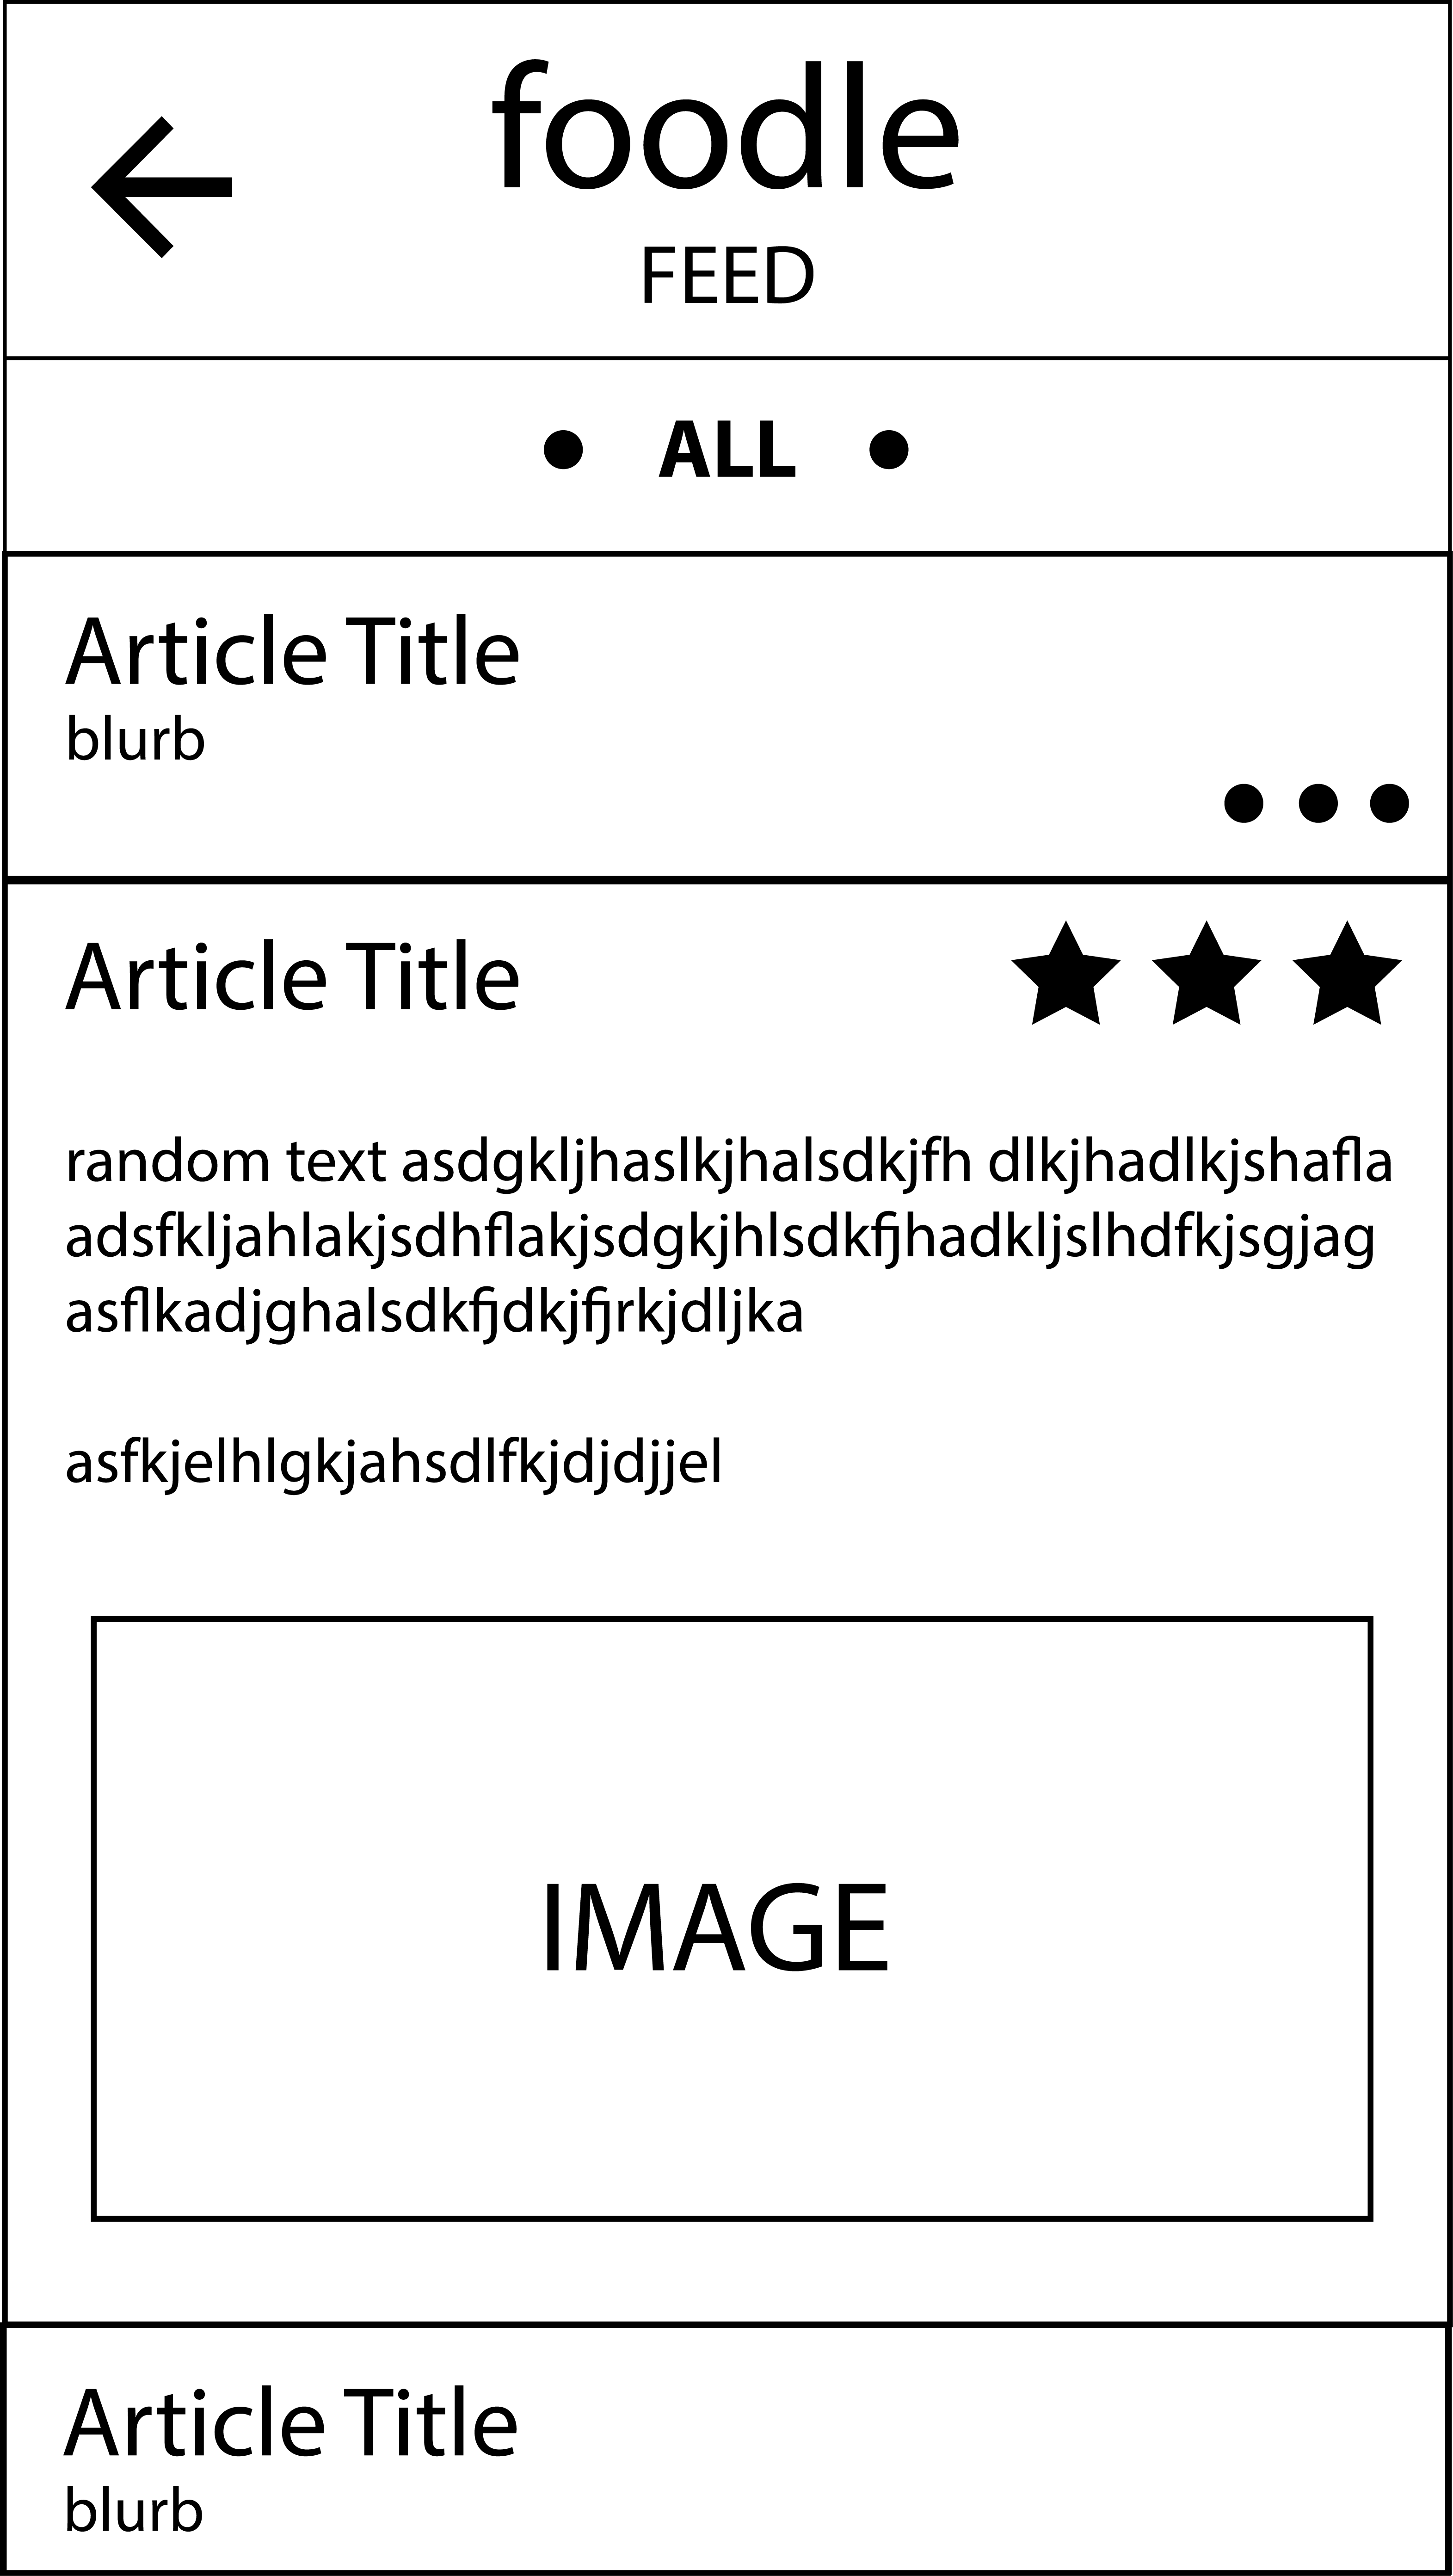 foodle
FEED
ALL
Article Title
blurb
Article Title
random text asdgkljhaslkjhalsdkjfh dlkjhadlkjshafla
adsfkljahlakjsdhflakjsdgkjhlsdkfjhadkljslhdfkjsgjag
asflkadjghalsdkfjdkjfjrkjdljka
asfkjelhlgkjahsdlfkjdjdjjel
IMAGE
Article Title
blurb